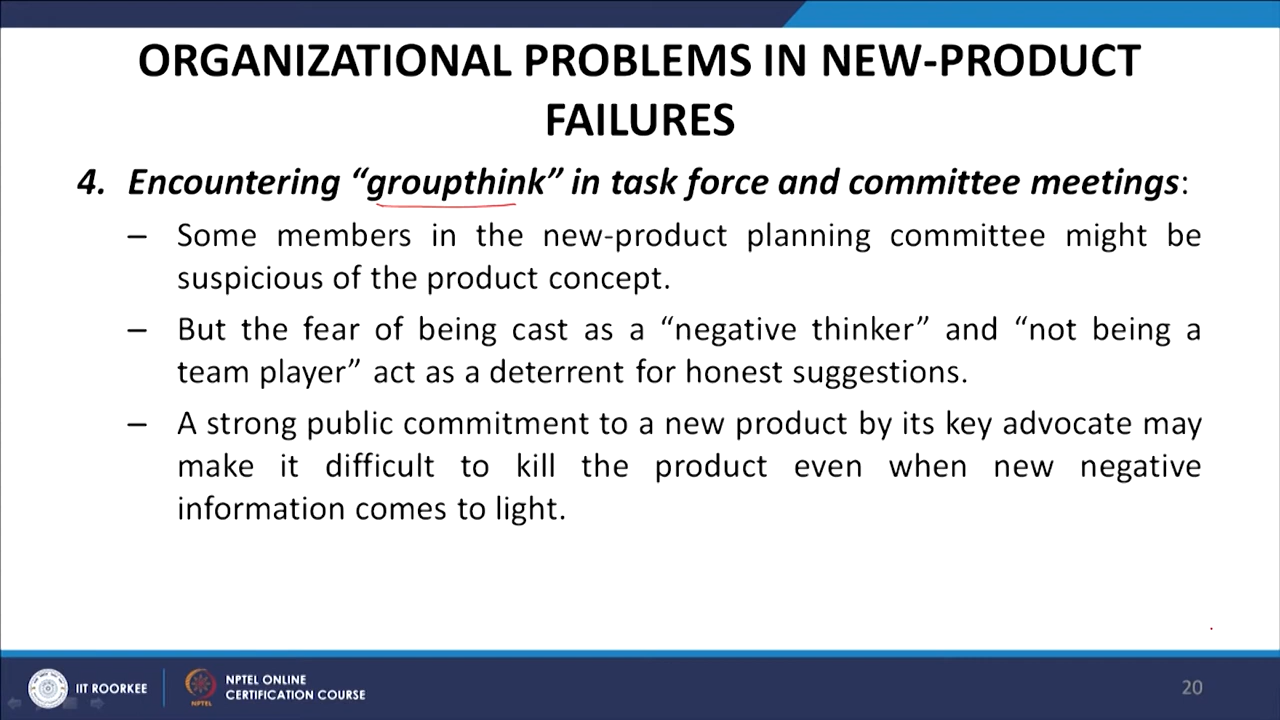 ORGANIZATIONAL PROBLEMS IN NEW-PRODUCT
FAILURES
4. Encountering “groupthink” in task force and committee meetings:
– Some members in the new-product planning committee might be
suspicious of the product concept.
– But the fear of being cast as a “negative thinker” and “not being a
team player” act as a deterrent for honest suggestions.
– A strong public commitment to a new product by its key advocate may
make it difficult to kill the product even when new negative
information comes to light.
IIT ROORKEE
NPTEL
NPTEL ONLINE
CERTIFICATION COURSE
20